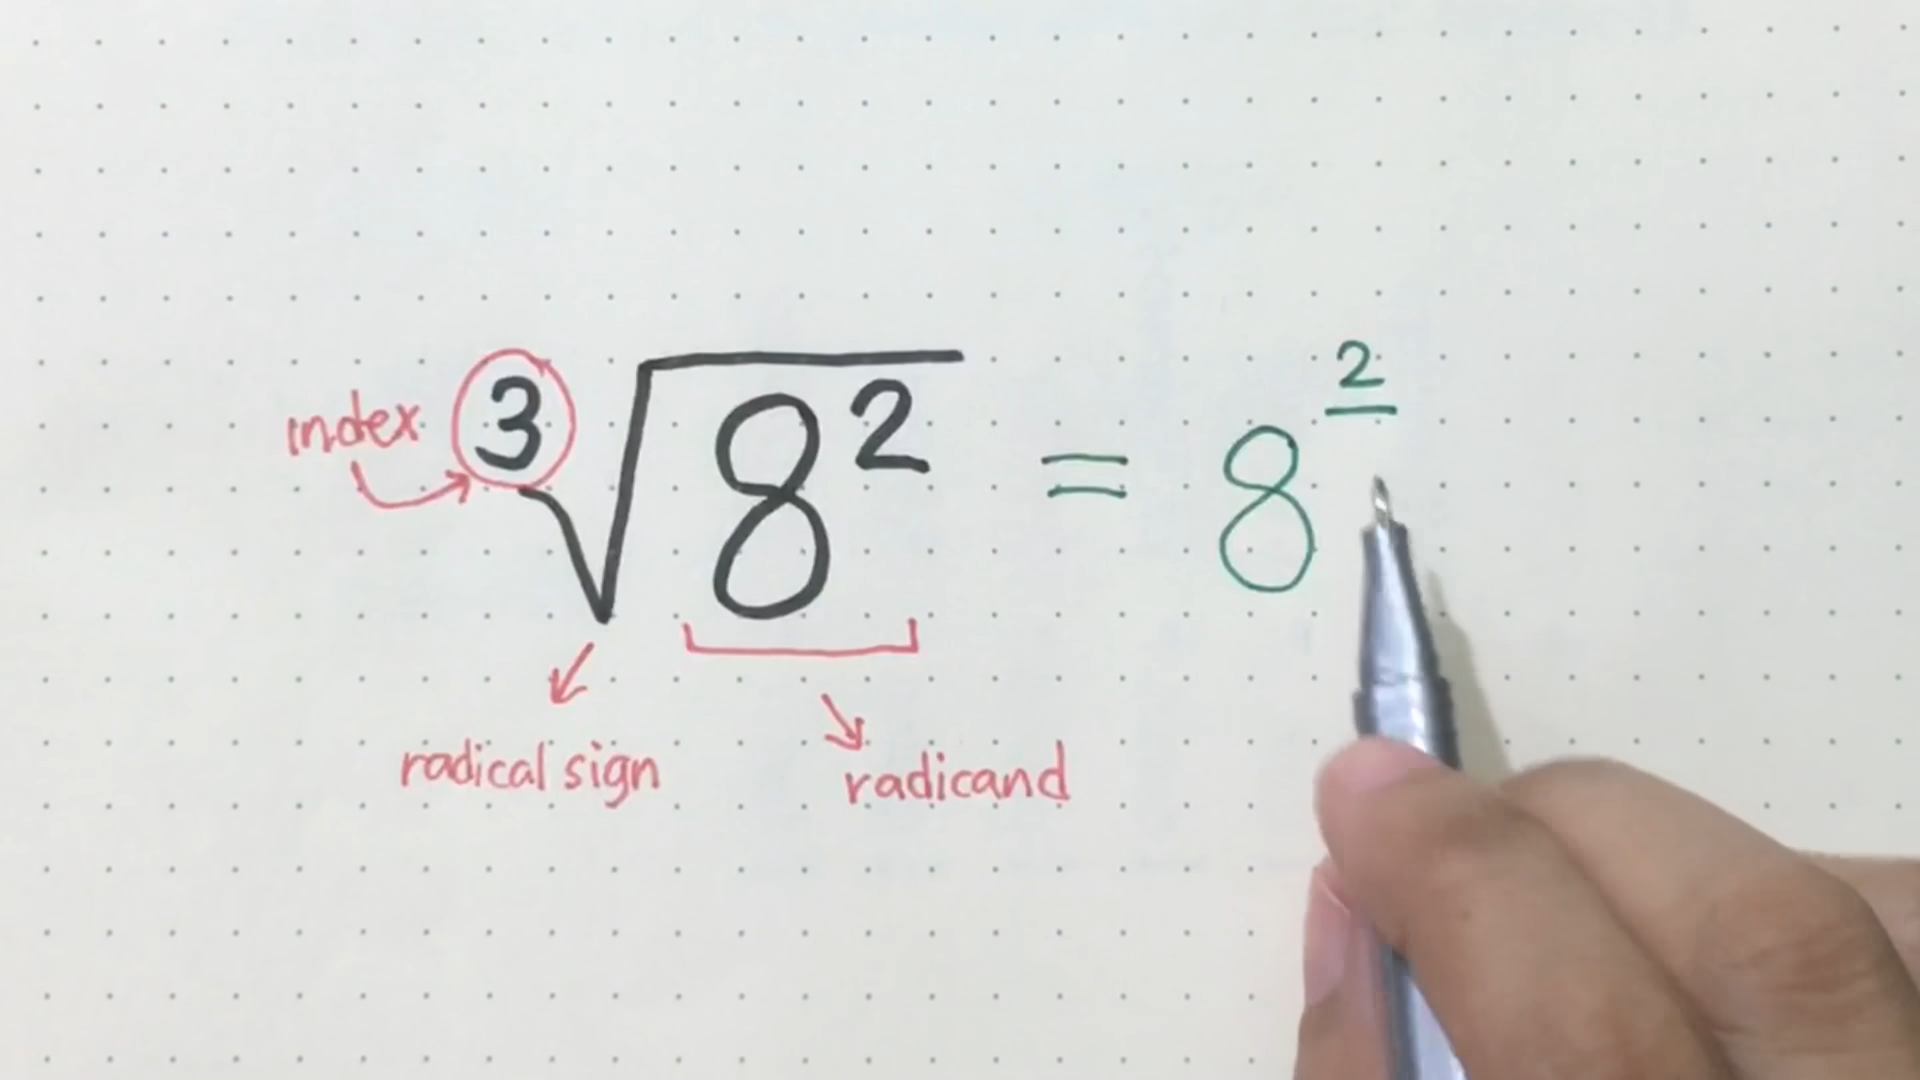 index
3√8² = 8^2/
radical sign
radicand